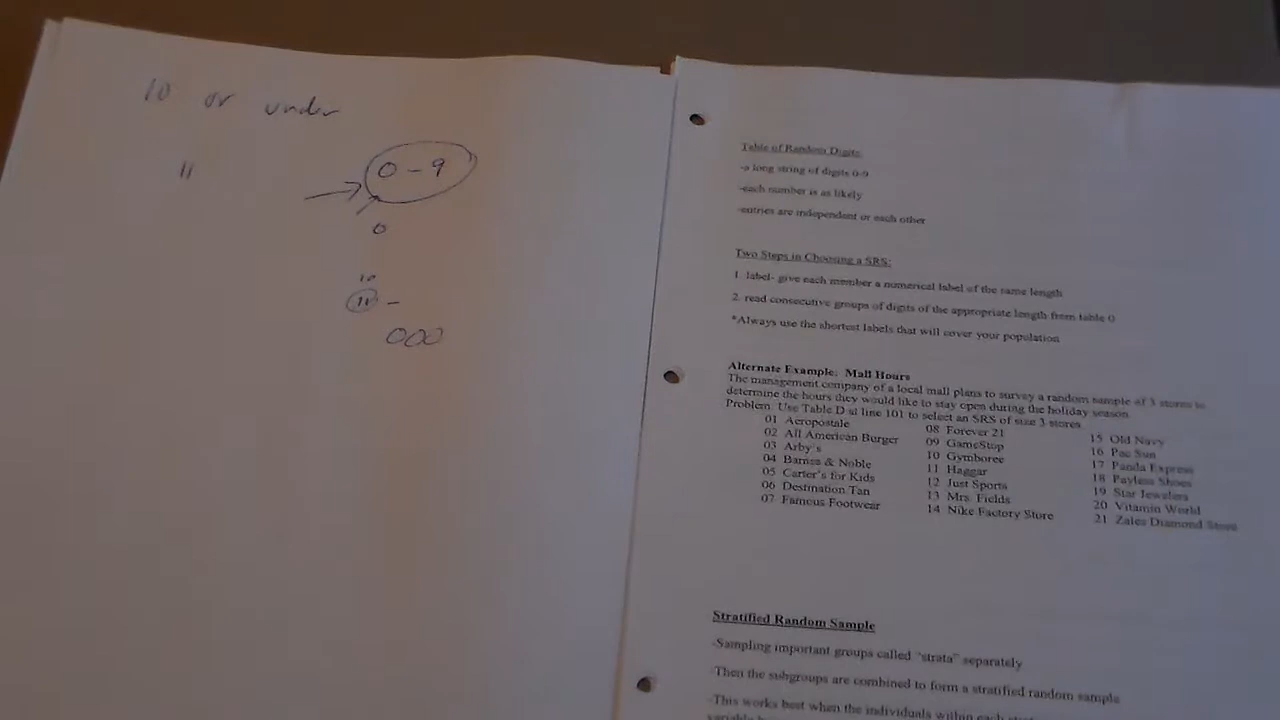 10 or under
11
0-9
0
10
10 -
000
Table of Random Digits
-a long string of digits 0-9
-each number is as likely
-entries are independent or each other
Two Steps in Choosing a SRS:
1. label- give each member a numerical label of the same length
2. read consecutive groups of digits of the appropriate length from table 0
*Always use the shortest labels that will cover your population
Alternate Example: Mall Hours
The management company of a local mall plans to survey a random sample of 3 stores to
determine the hours they would like to stay open during the holiday season.
Problem: Use Table D at line 101 to select an SRS of size 3 stores.
01 Aeropostale
02 All American Burger
03 Arby's
04 Barnes & Noble
05 Carter's for Kids
06 Destination Tan
07 Famous Footwear
08 Forever 21
09 GameStop
10 Gymboree
11 Haggar
12 Just Sports
13 Mrs. Fields
14 Nike Factory Store
15 Old Navy
16 Pac Sun
17 Panda Express
18 Payless Shoes
19 Star Jewelers
20 Vitamin World
21 Zales Diamond Store
Stratified Random Sample
-Sampling important groups called "strata" separately
-Then the subgroups are combined to form a stratified random sample
-This works best when the individuals within each